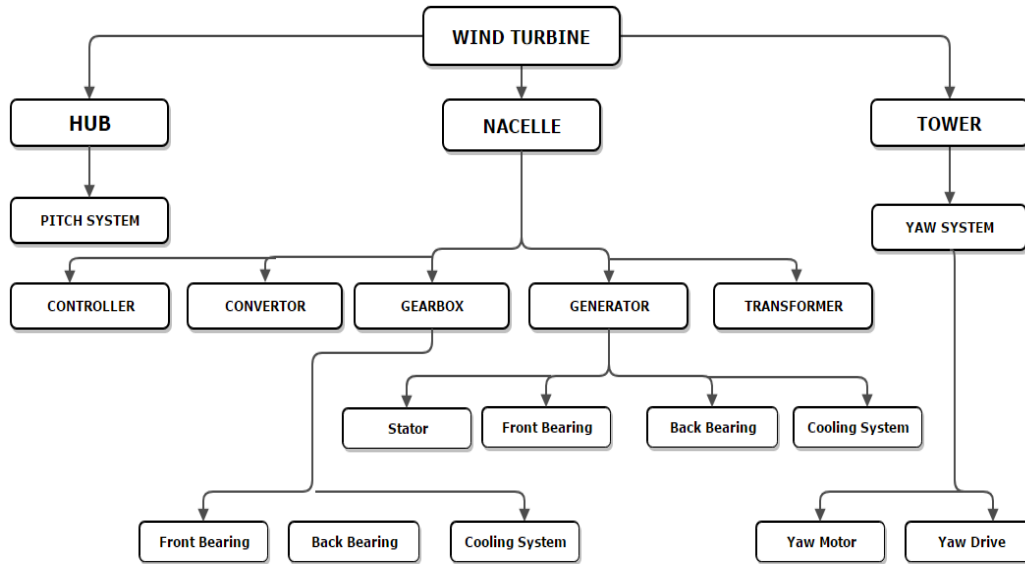 WIND TURBINE
HUB
NACELLE
TOWER
PITCH SYSTEM
YAW SYSTEM
CONTROLLER
CONVERTOR
GEARBOX
GENERATOR
TRANSFORMER
Stator
Front Bearing
Back Bearing
Cooling System
Front Bearing
Back Bearing
Cooling System
Yaw Motor
Yaw Drive